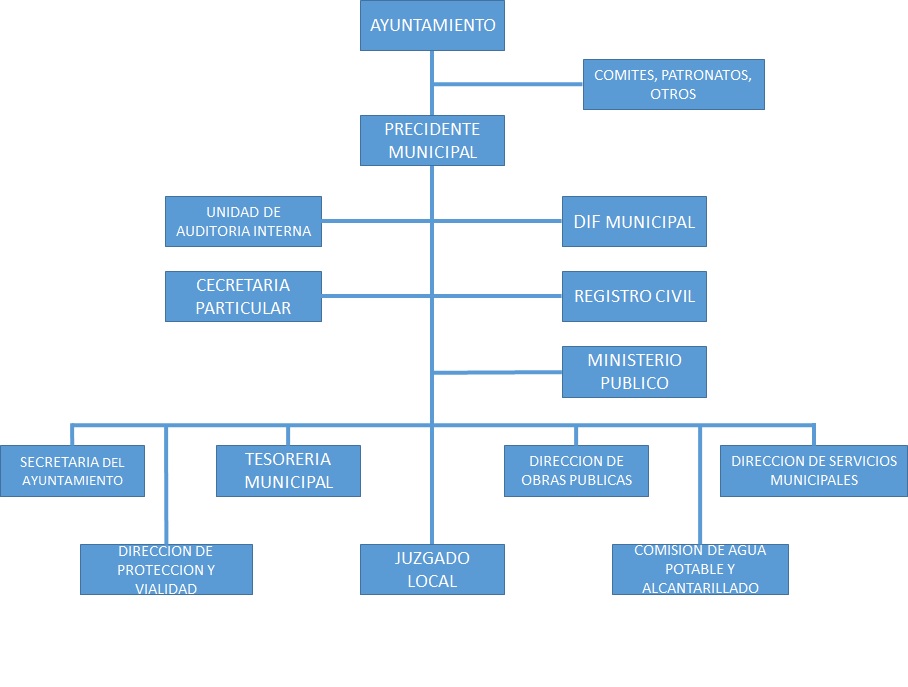 AYUNTAMIENTO
COMITES, PATRONATOS,
OTROS
PRECIDENTE
MUNICIPAL
UNIDAD DE
AUDITORIA INTERNA
DIF MUNICIPAL
CECRETARIA
PARTICULAR
REGISTRO CIVIL
MINISTERIO
PUBLICO
SECRETARIA DEL
AYUNTAMIENTO
TESORERIA
MUNICIPAL
DIRECCION DE
OBRAS PUBLICAS
DIRECCION DE SERVICIOS
MUNICIPALES
DIRECCION DE
PROTECCION Y
VIALIDAD
JUZGADO
LOCAL
COMISION DE AGUA
POTABLE Y
ALCANTARILLADO